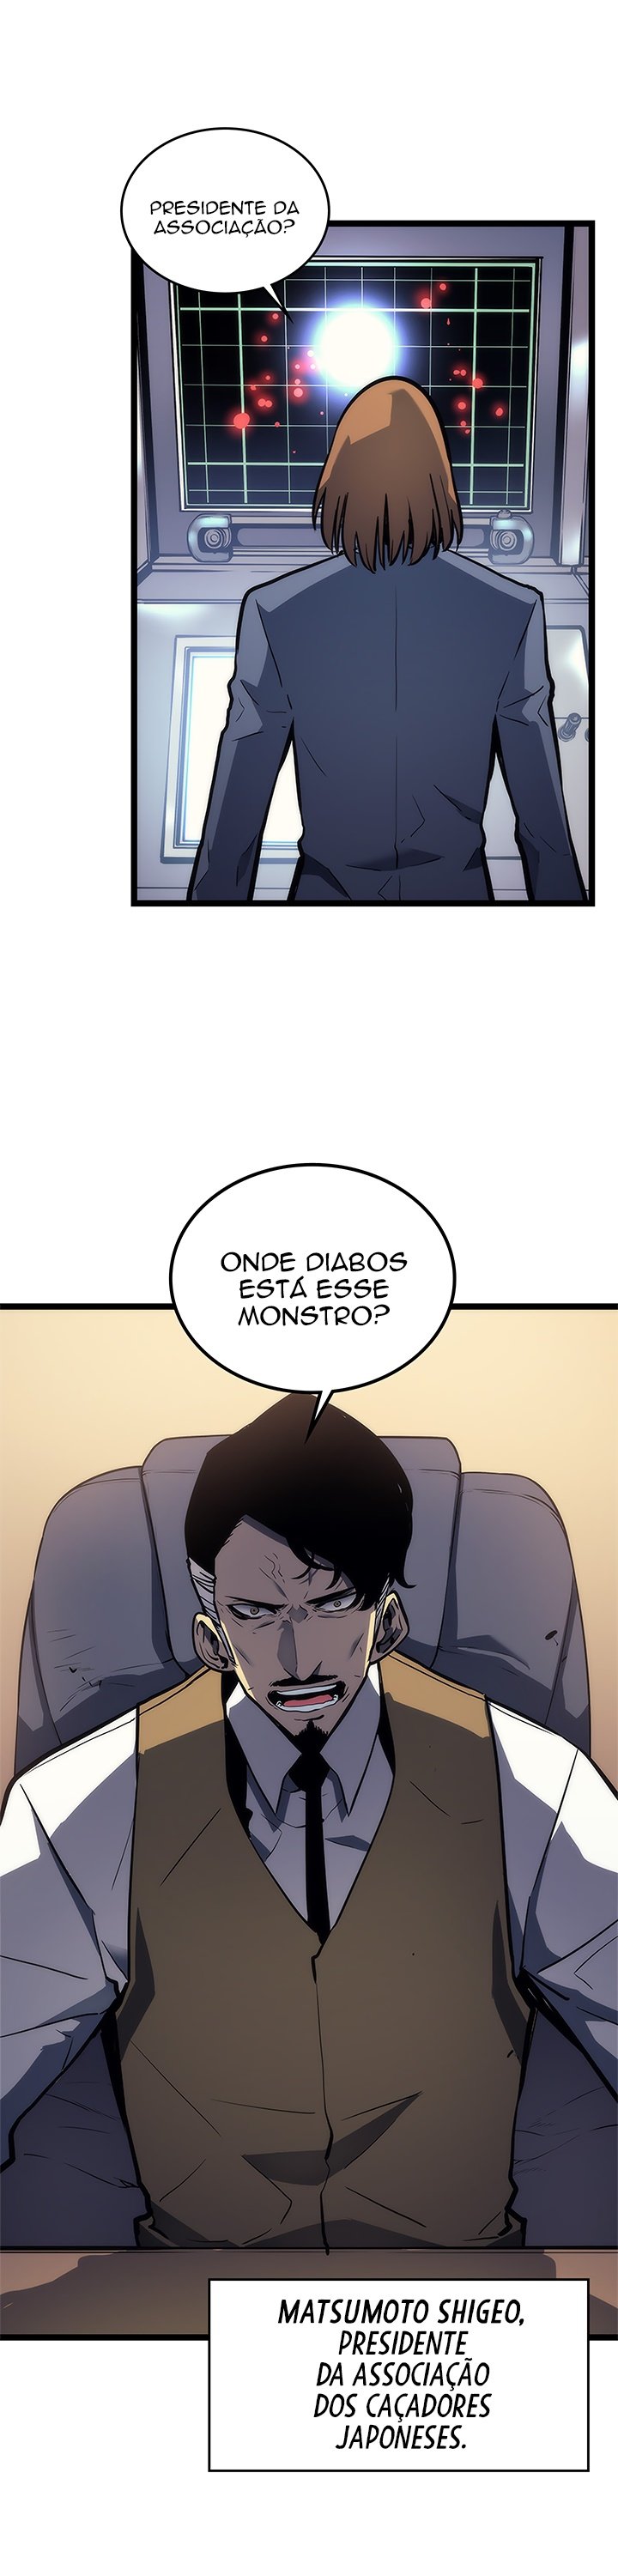 PRESIDENTE DA
ASSOCIAÇÃO?
ONDE DIABOS
ESTÁ ESSE
MONSTRO?
MATSUMOTO SHIGEO,
PRESIDENTE
DA ASSOCIAÇÃO
DOS CAÇADORES
JAPONESES.